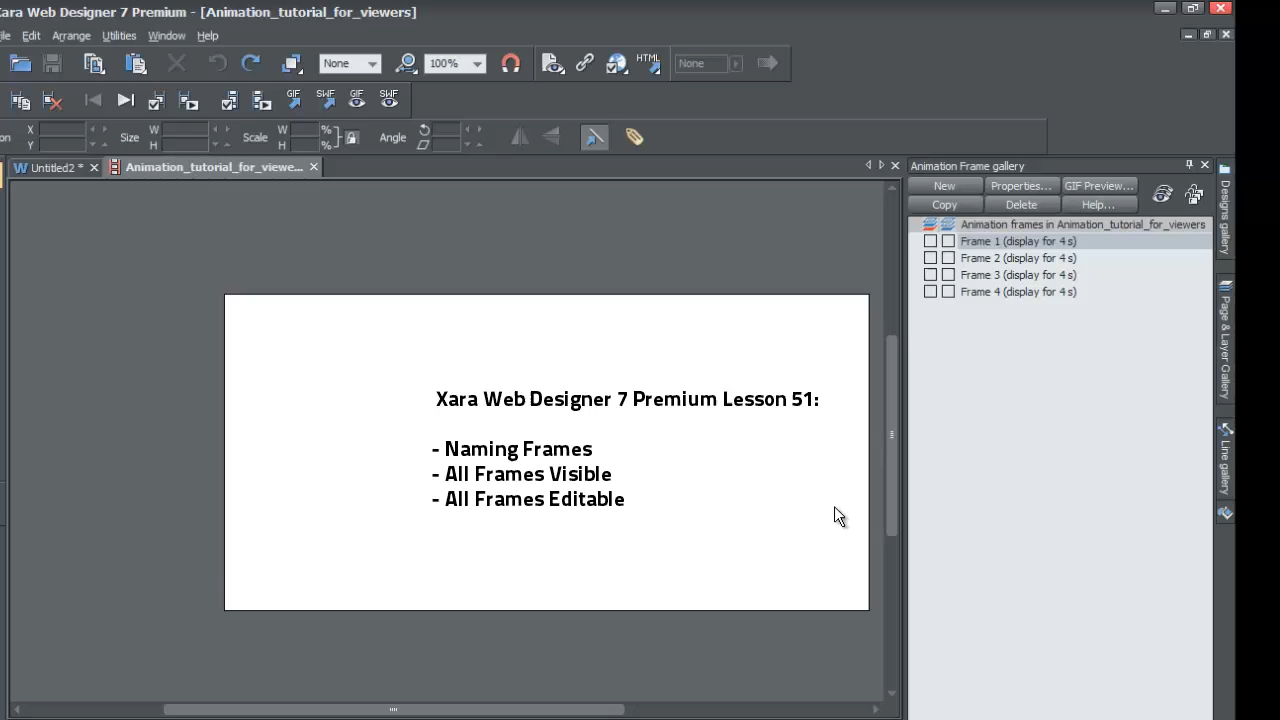 Xara Web Designer 7 Premium - [Animation_tutorial_for_viewers]
Edit Arrange Utilities Window Help
None 100% HTML None
GIF SWF GIF SWF
X Y Size W H Scale W H % % Angle
Untitled2 * Animation_tutorial_for_viewe...
Animation Frame gallery
New Properties... GIF Preview...
Copy Delete Help...
Animation frames in Animation_tutorial_for_viewers
Frame 1 (display for 4 s)
Frame 2 (display for 4 s)
Frame 3 (display for 4 s)
Frame 4 (display for 4 s)
Designs gallery
Page & Layer Gallery
Line gallery
Xara Web Designer 7 Premium Lesson 51:
- Naming Frames
- All Frames Visible
- All Frames Editable